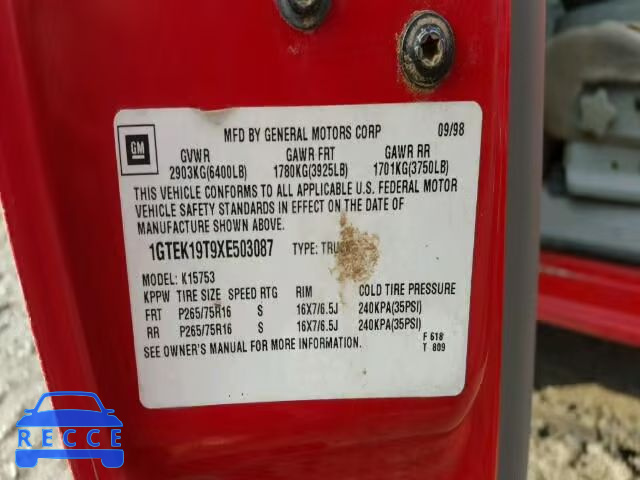 MFD BY GENERAL MOTORS CORP 09/98
GM
GVWR GAWR FRT GAWR RR
2903KG(6400LB) 1780KG(3925LB) 1701KG(3750LB)
THIS VEHICLE CONFORMS TO ALL APPLICABLE U.S. FEDERAL MOTOR
VEHICLE SAFETY STANDARDS IN EFFECT ON THE DATE OF
MANUFACTURE SHOWN ABOVE.
1GTEK19T9XE503087 TYPE: TRUCK
MODEL: K15753
KPPW TIRE SIZE SPEED RTG RIM COLD TIRE PRESSURE
FRT P265/75R16 S 16X7/6.5J 240KPA(35PSI)
RR P265/75R16 S 16X7/6.5J 240KPA(35PSI)
SEE OWNER'S MANUAL FOR MORE INFORMATION.
F 618
T 809
RECCE